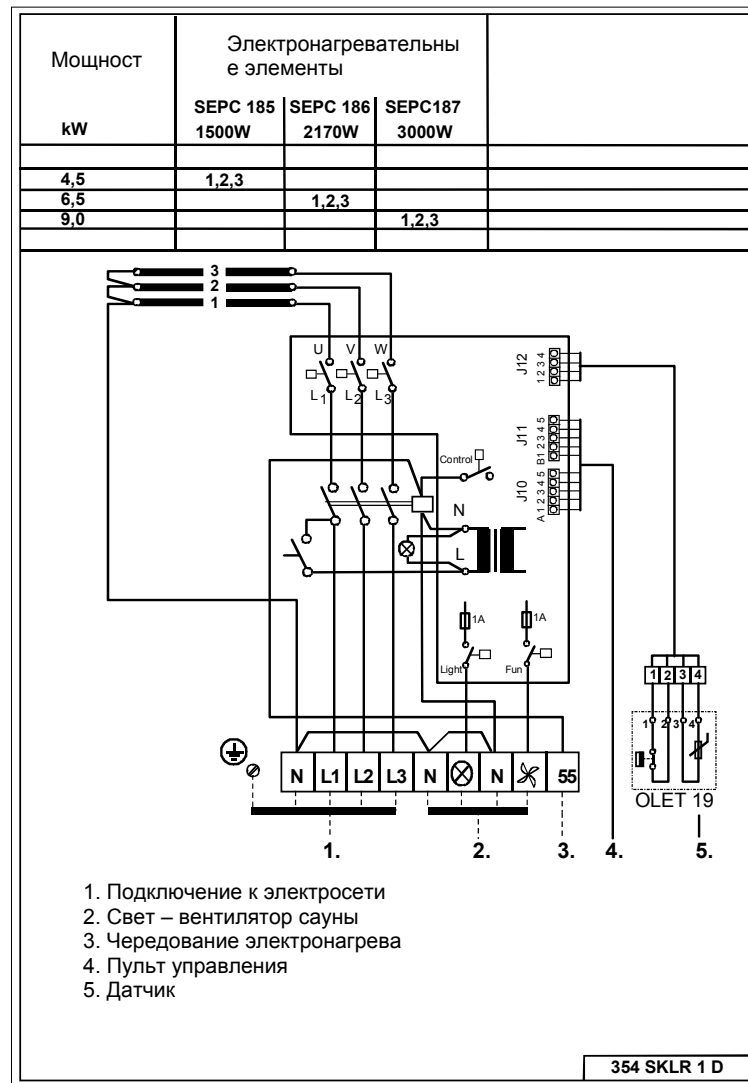 Мощност
Электронагревательны
е элементы
kW
SEPC 185 SEPC 186 SEPC187
1500W 2170W 3000W
4,5 1,2,3
6,5 1,2,3
9,0 1,2,3
3
2
1
U V W
L1 L2 L3
J12
1 2 3 4
J11
B1 2 3 4 5
J10
A 1 2 3 4 5
Control
N
L
1A 1A
Light Fun
1 2 3 4
1 2 3 4
OLET 19
N L1 L2 L3 N N 55
1. 2. 3. 4. 5.
1. Подключение к электросети
2. Свет – вентилятор сауны
3. Чередование электронагрева
4. Пульт управления
5. Датчик
354 SKLR 1 D